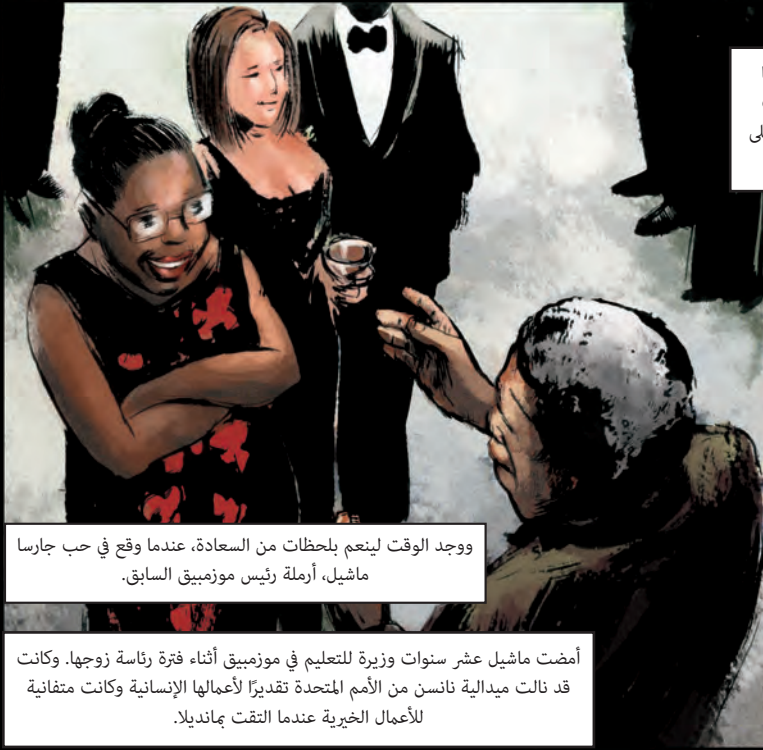 ووجد الوقت لينعم بلحظات من السعادة، عندما وقع في حب جارسا
ماشيل، أرملة رئيس موزمبيق السابق.
أمضت ماشيل عشر سنوات وزيرة للتعليم في موزمبيق أثناء فترة رئاسة زوجها. وكانت
قد نالت ميدالية نانسن من الأمم المتحدة تقديرًا لأعمالها الإنسانية وكانت متفانية
للأعمال الخيرية عندما التقت بمانديلا.